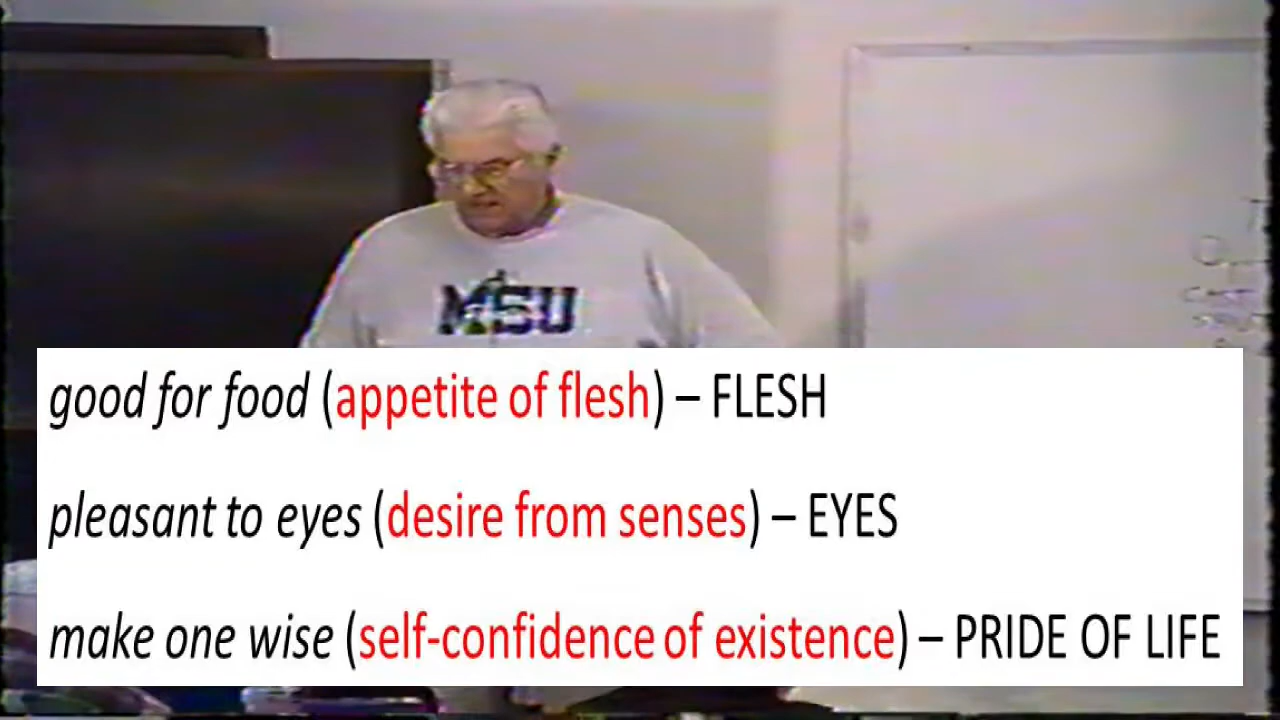 MSU
good for food (appetite of flesh) – FLESH
pleasant to eyes (desire from senses) – EYES
make one wise (self-confidence of existence) – PRIDE OF LIFE